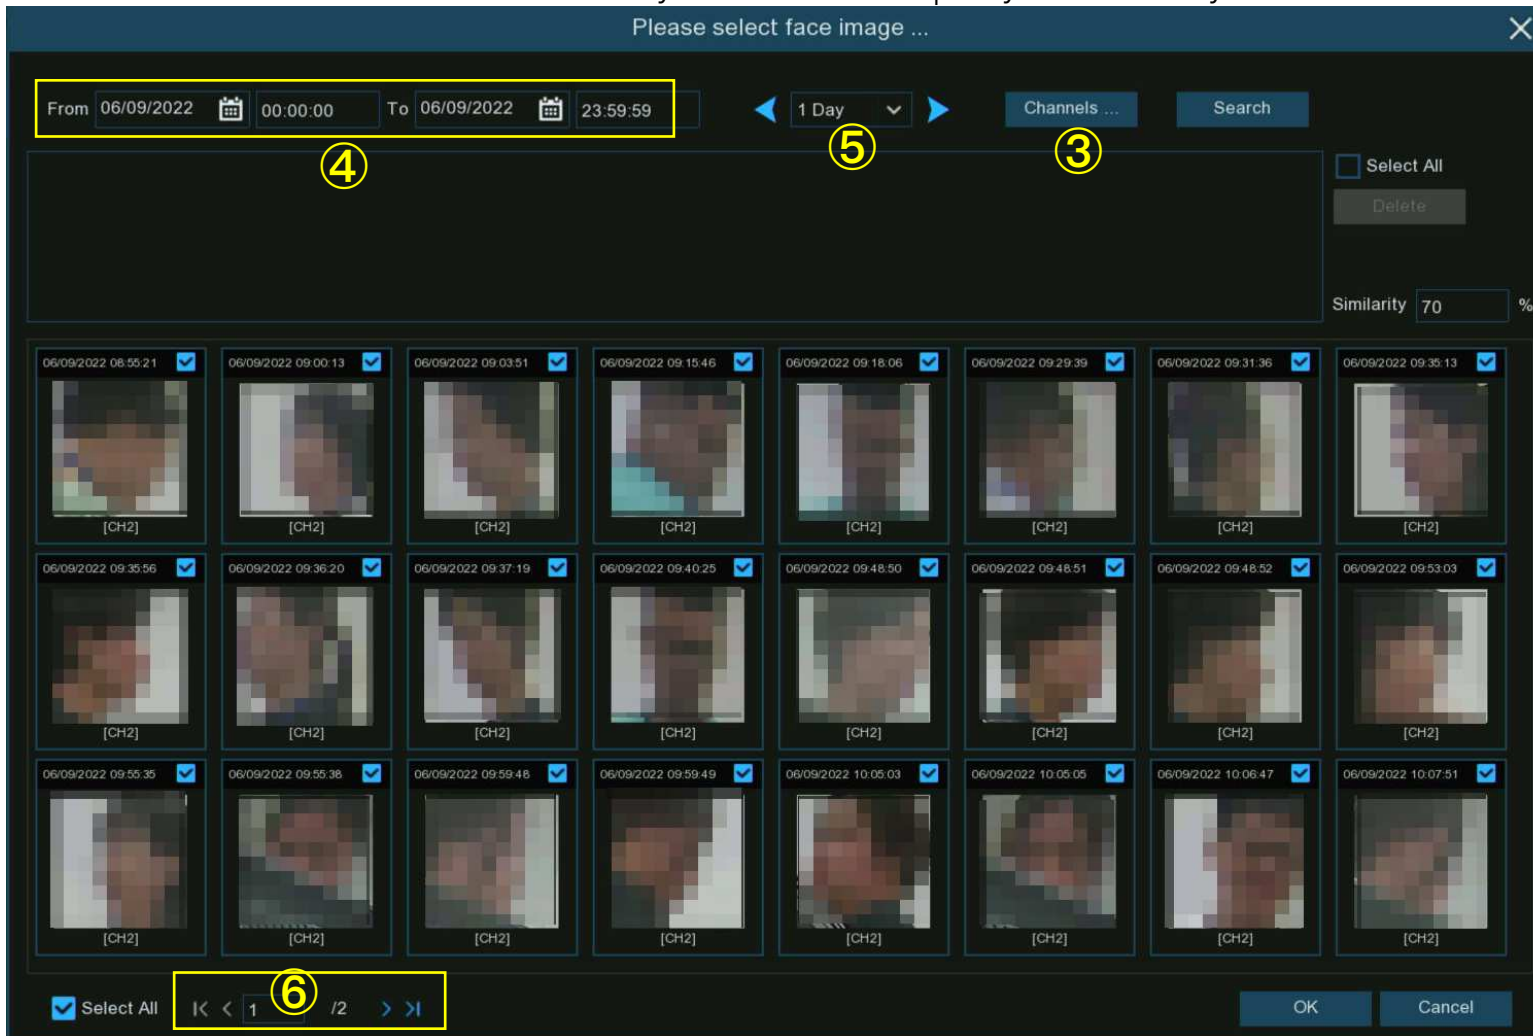 Please select face image ...
From 06/09/2022 00:00:00 To 06/09/2022 23:59:59 1 Day Channels ... Search
④ ⑤ ③
Select All
Delete
Similarity 70 %
06/09/2022 08:55:21 06/09/2022 09:00:13 06/09/2022 09:03:51 06/09/2022 09:15:46 06/09/2022 09:18:06 06/09/2022 09:29:39 06/09/2022 09:31:36 06/09/2022 09:35:13
[CH2] [CH2] [CH2] [CH2] [CH2] [CH2] [CH2] [CH2]
06/09/2022 09:35:56 06/09/2022 09:36:20 06/09/2022 09:37:19 06/09/2022 09:40:25 06/09/2022 09:48:50 06/09/2022 09:48:51 06/09/2022 09:48:52 06/09/2022 09:53:03
[CH2] [CH2] [CH2] [CH2] [CH2] [CH2] [CH2] [CH2]
06/09/2022 09:55:35 06/09/2022 09:55:38 06/09/2022 09:59:48 06/09/2022 09:59:49 06/09/2022 10:05:03 06/09/2022 10:05:05 06/09/2022 10:06:47 06/09/2022 10:07:51
[CH2] [CH2] [CH2] [CH2] [CH2] [CH2] [CH2] [CH2]
Select All 1 ⑥ /2 OK Cancel